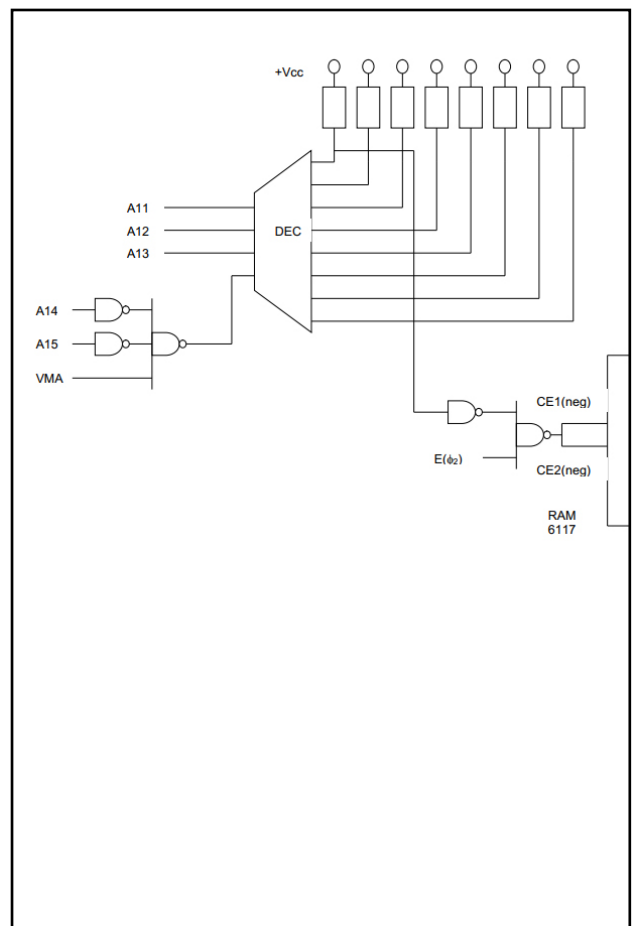 +Vcc
A11
A12
DEC
A13
A14
A15
VMA
CE1(neg)
E(ϕ₂)
CE2(neg)
RAM
6117